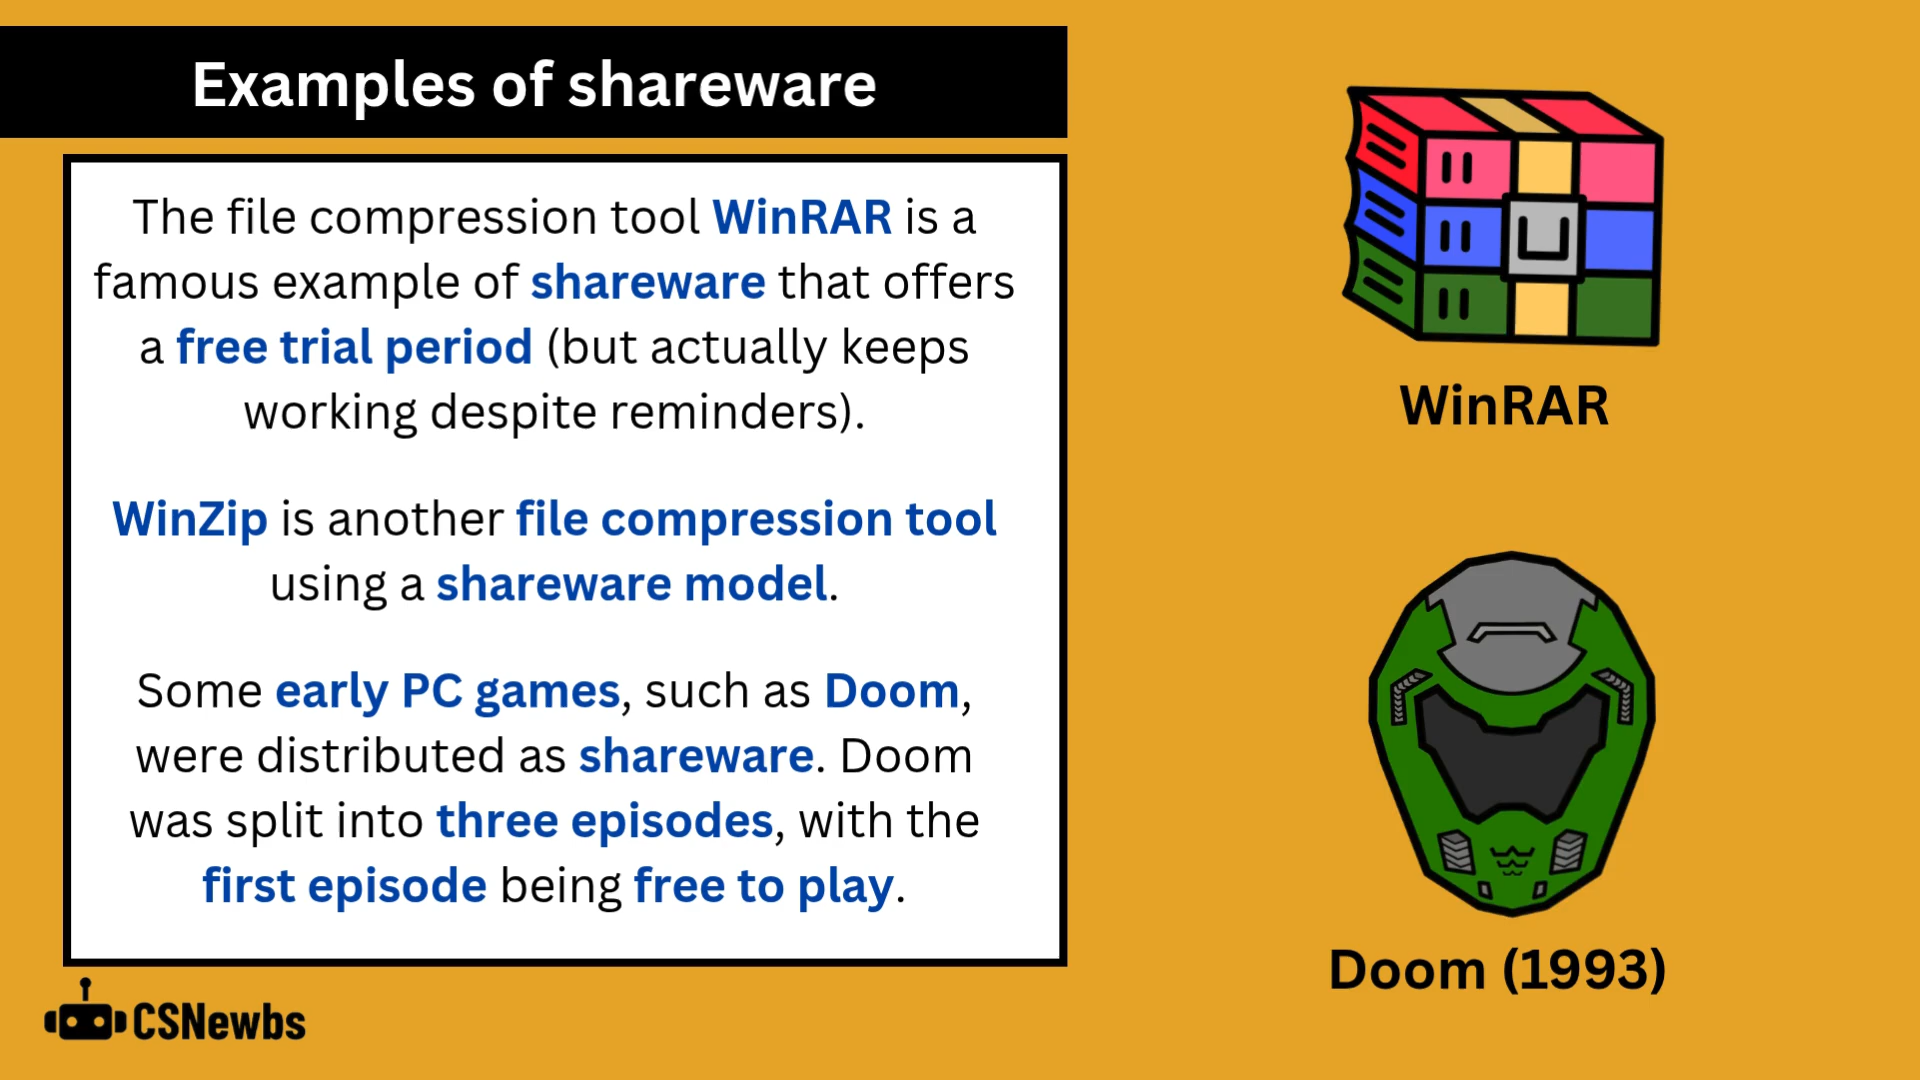 Examples of shareware
The file compression tool WinRAR is a
famous example of shareware that offers
a free trial period (but actually keeps
working despite reminders).
WinZip is another file compression tool
using a shareware model.
Some early PC games, such as Doom,
were distributed as shareware. Doom
was split into three episodes, with the
first episode being free to play.
WinRAR
Doom (1993)
CSNewbs